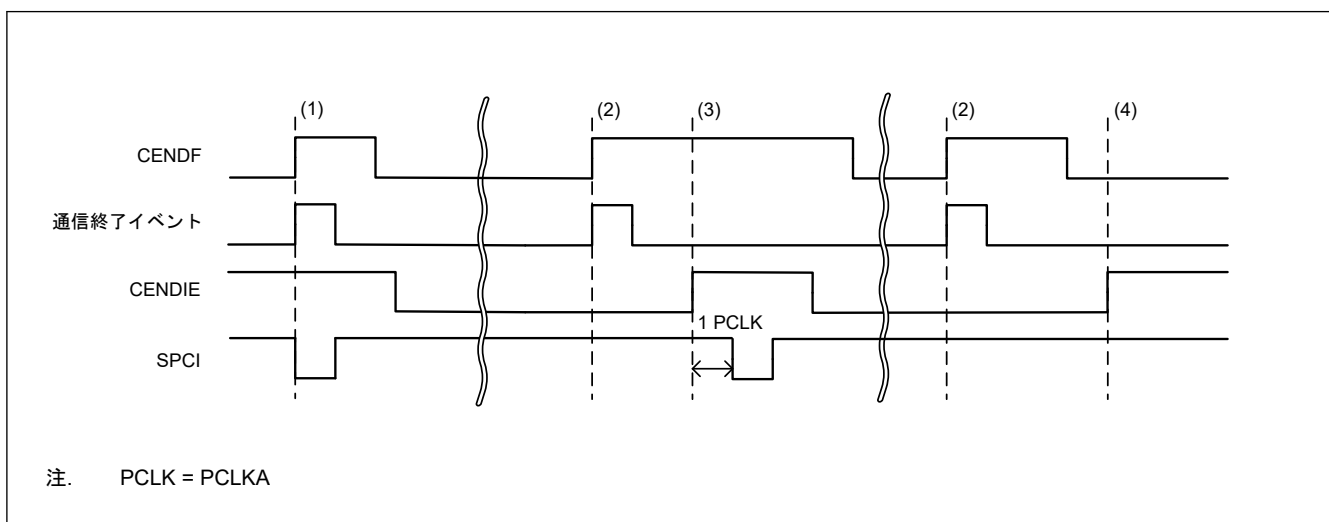 (1) (2) (3) (2) (4)
CENDF
通信終了イベント
CENDIE
1 PCLK
SPCI
注. PCLK = PCLKA